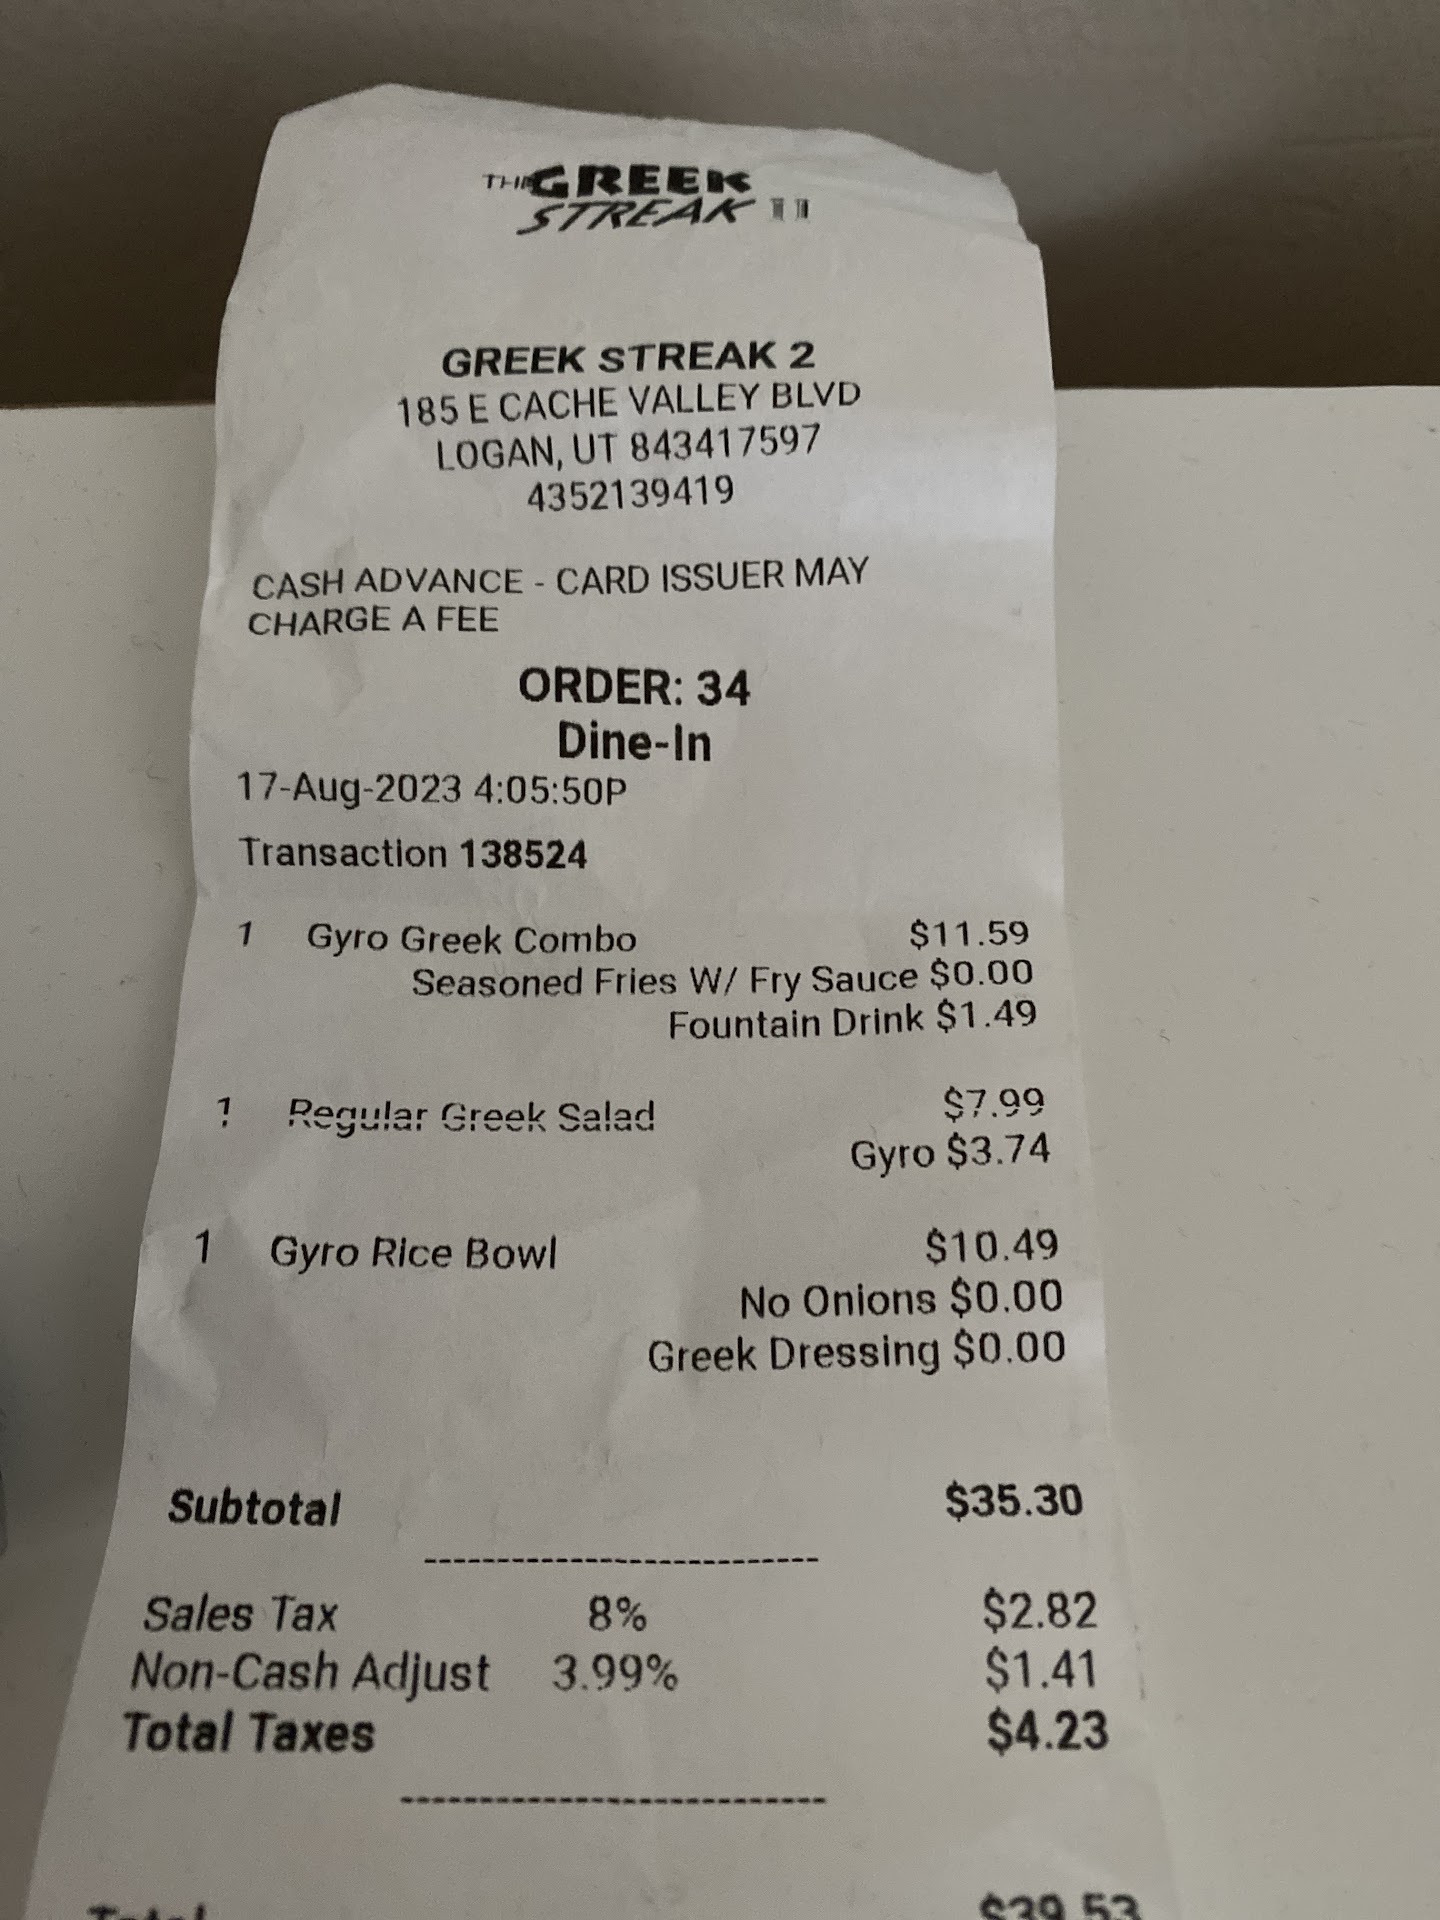 THE GREEK
STREAK II
GREEK STREAK 2
185 E CACHE VALLEY BLVD
LOGAN, UT 843417597
4352139419
CASH ADVANCE - CARD ISSUER MAY
CHARGE A FEE
ORDER: 34
Dine-In
17-Aug-2023 4:05:50P
Transaction 138524
1 Gyro Greek Combo $11.59
Seasoned Fries W/ Fry Sauce $0.00
Fountain Drink $1.49
1 Regular Greek Salad $7.99
Gyro $3.74
1 Gyro Rice Bowl $10.49
No Onions $0.00
Greek Dressing $0.00
Subtotal $35.30
---------------------------
Sales Tax 8% $2.82
Non-Cash Adjust 3.99% $1.41
Total Taxes $4.23
---------------------------
Total $39.53